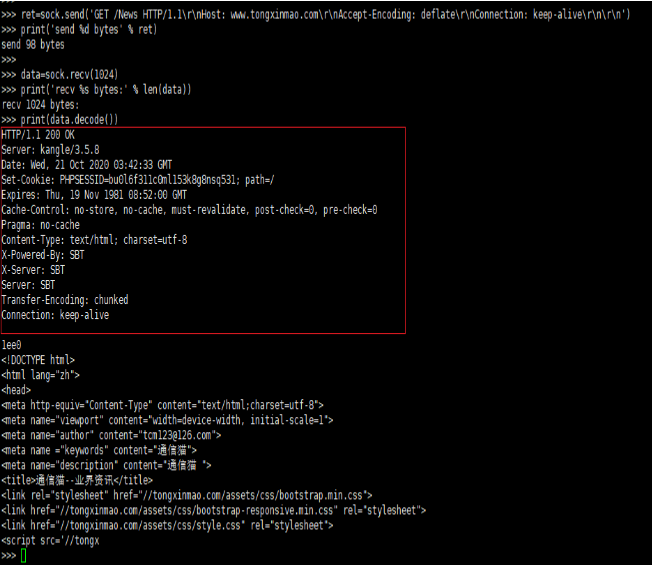 >>> ret=sock.send('GET /News HTTP/1.1\r\nHost: www.tongxinmao.com\r\nAccept-Encoding: deflate\r\nConnection: keep-alive\r\n\r\n')
>>> print('send %d bytes' % ret)
send 98 bytes
>>>
>>> data=sock.recv(1024)
>>> print('recv %s bytes:' % len(data))
recv 1024 bytes:
>>> print(data.decode())
HTTP/1.1 200 OK
Server: kangle/3.5.8
Date: Wed, 21 Oct 2020 03:42:33 GMT
Set-Cookie: PHPSESSID=bu0l6f311c0ml153k8g8nsq531; path=/
Expires: Thu, 19 Nov 1981 08:52:00 GMT
Cache-Control: no-store, no-cache, must-revalidate, post-check=0, pre-check=0
Pragma: no-cache
Content-Type: text/html; charset=utf-8
X-Powered-By: SBT
X-Server: SBT
Server: SBT
Transfer-Encoding: chunked
Connection: keep-alive
1ee0
<!DOCTYPE html>
<html lang="zh">
<head>
<meta http-equiv="Content-Type" content="text/html;charset=utf-8">
<meta name="viewport" content="width=device-width, initial-scale=1">
<meta name="author" content="tcm123@126.com">
<meta name ="keywords" content="通信猫">
<meta name="description" content="通信猫 ">
<title>通信猫--业界资讯</title>
<link rel="stylesheet" href="//tongxinmao.com/assets/css/bootstrap.min.css">
<link href="//tongxinmao.com/assets/css/bootstrap-responsive.min.css" rel="stylesheet">
<link href="//tongxinmao.com/assets/css/style.css" rel="stylesheet">
<script src='//tongx
>>>